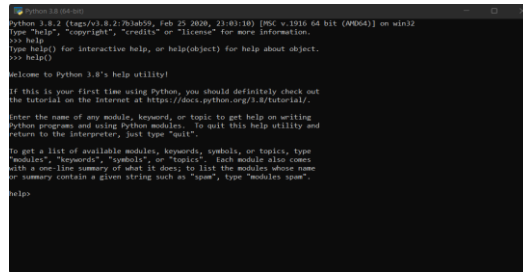 Python 3.8 (64-bit)
Python 3.8.2 (tags/v3.8.2:7b3ab59, Feb 25 2020, 23:03:10) [MSC v.1916 64 bit (AMD64)] on win32
Type "help", "copyright", "credits" or "license" for more information.
>>> help
Type help() for interactive help, or help(object) for help about object.
>>> help()
Welcome to Python 3.8's help utility!
If this is your first time using Python, you should definitely check out
the tutorial on the Internet at https://docs.python.org/3.8/tutorial/.
Enter the name of any module, keyword, or topic to get help on writing
Python programs and using Python modules.  To quit this help utility and
return to the interpreter, just type "quit".
To get a list of available modules, keywords, symbols, or topics, type
"modules", "keywords", "symbols", or "topics".  Each module also comes
with a one-line summary of what it does; to list the modules whose name
or summary contain a given string such as "spam", type "modules spam".
help>